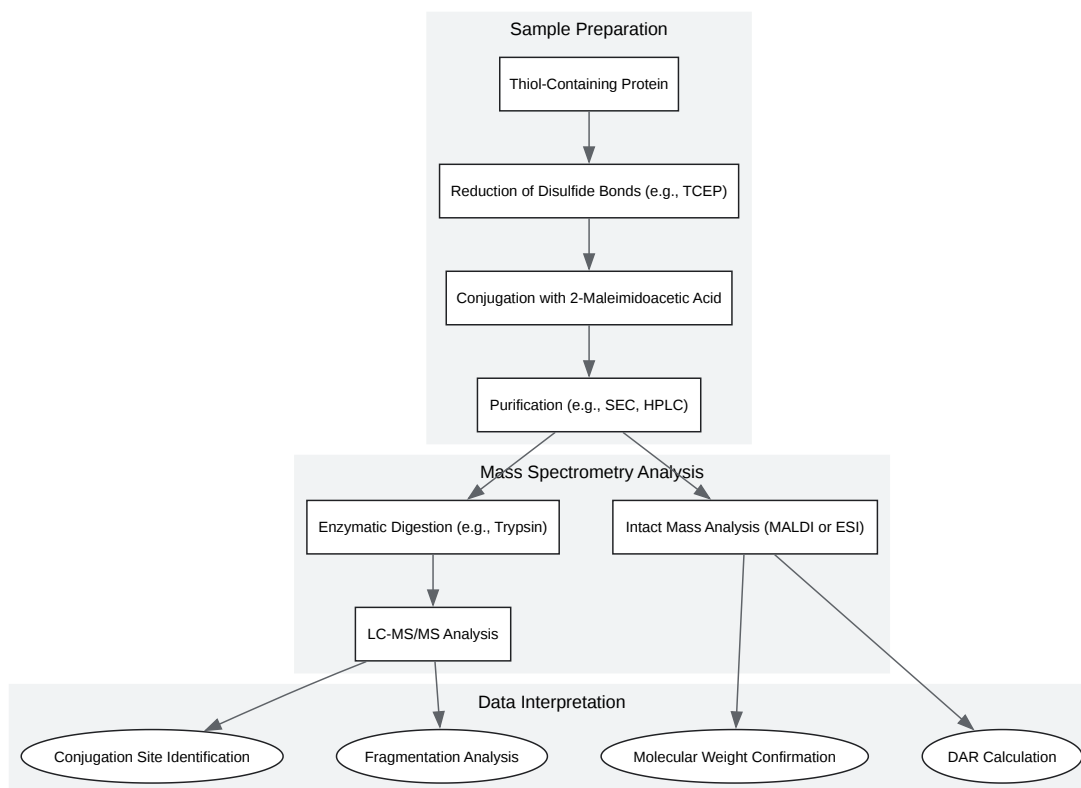 Sample Preparation
Thiol-Containing Protein
Reduction of Disulfide Bonds (e.g., TCEP)
Conjugation with 2-Maleimidoacetic Acid
Purification (e.g., SEC, HPLC)
Mass Spectrometry Analysis
Enzymatic Digestion (e.g., Trypsin)
Intact Mass Analysis (MALDI or ESI)
LC-MS/MS Analysis
Data Interpretation
Conjugation Site Identification
Fragmentation Analysis
Molecular Weight Confirmation
DAR Calculation